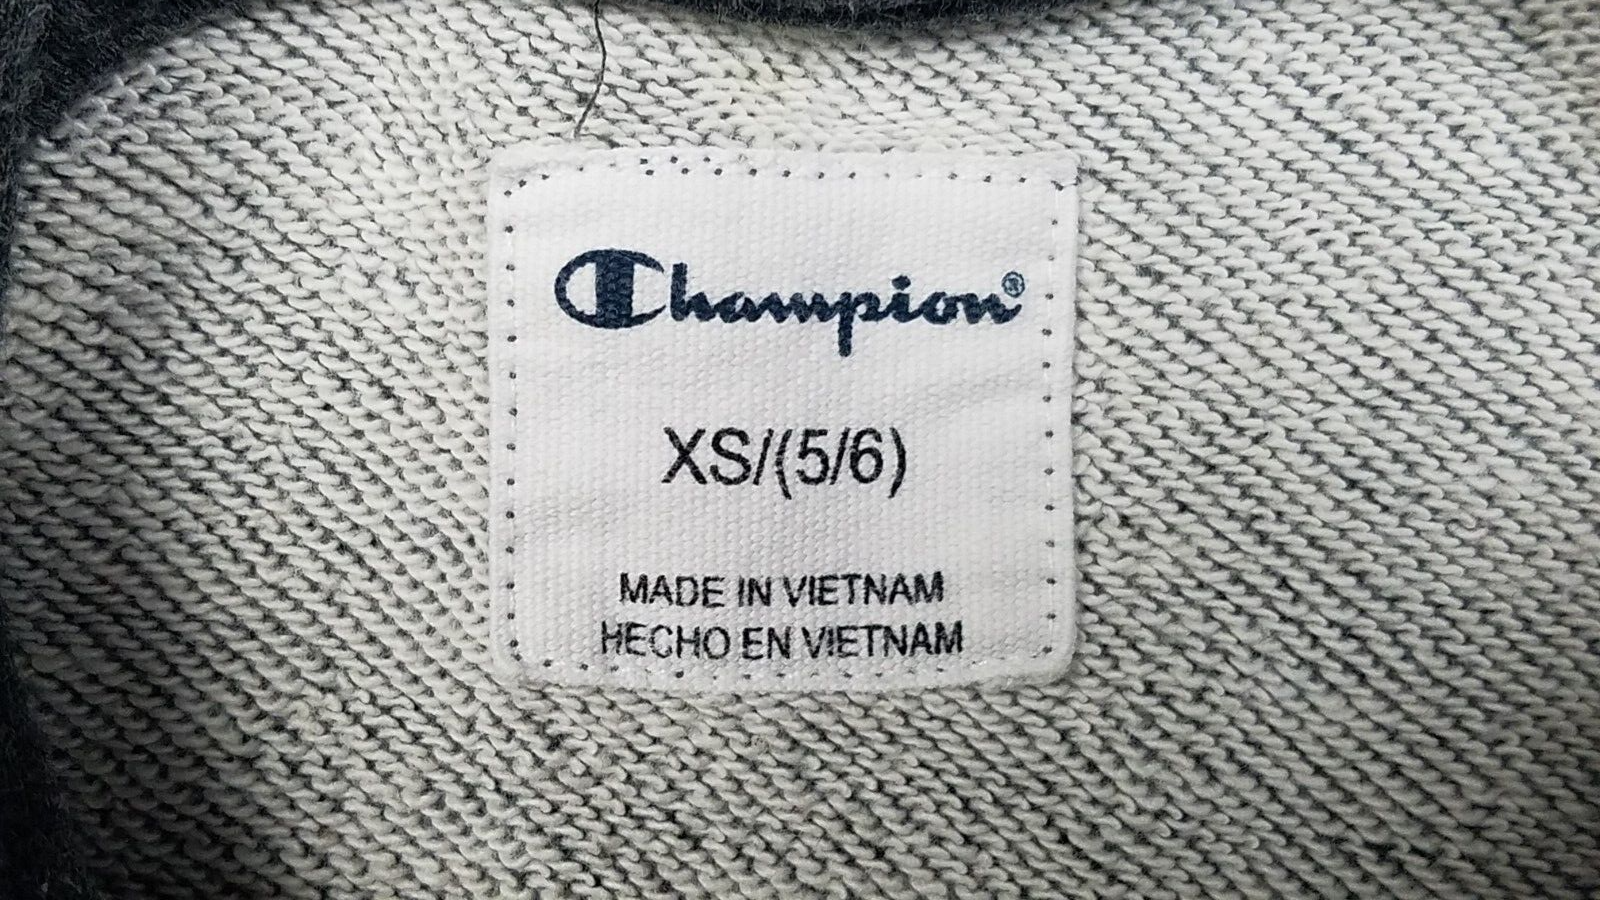 Champion®
XS/(5/6)
MADE IN VIETNAM
HECHO EN VIETNAM